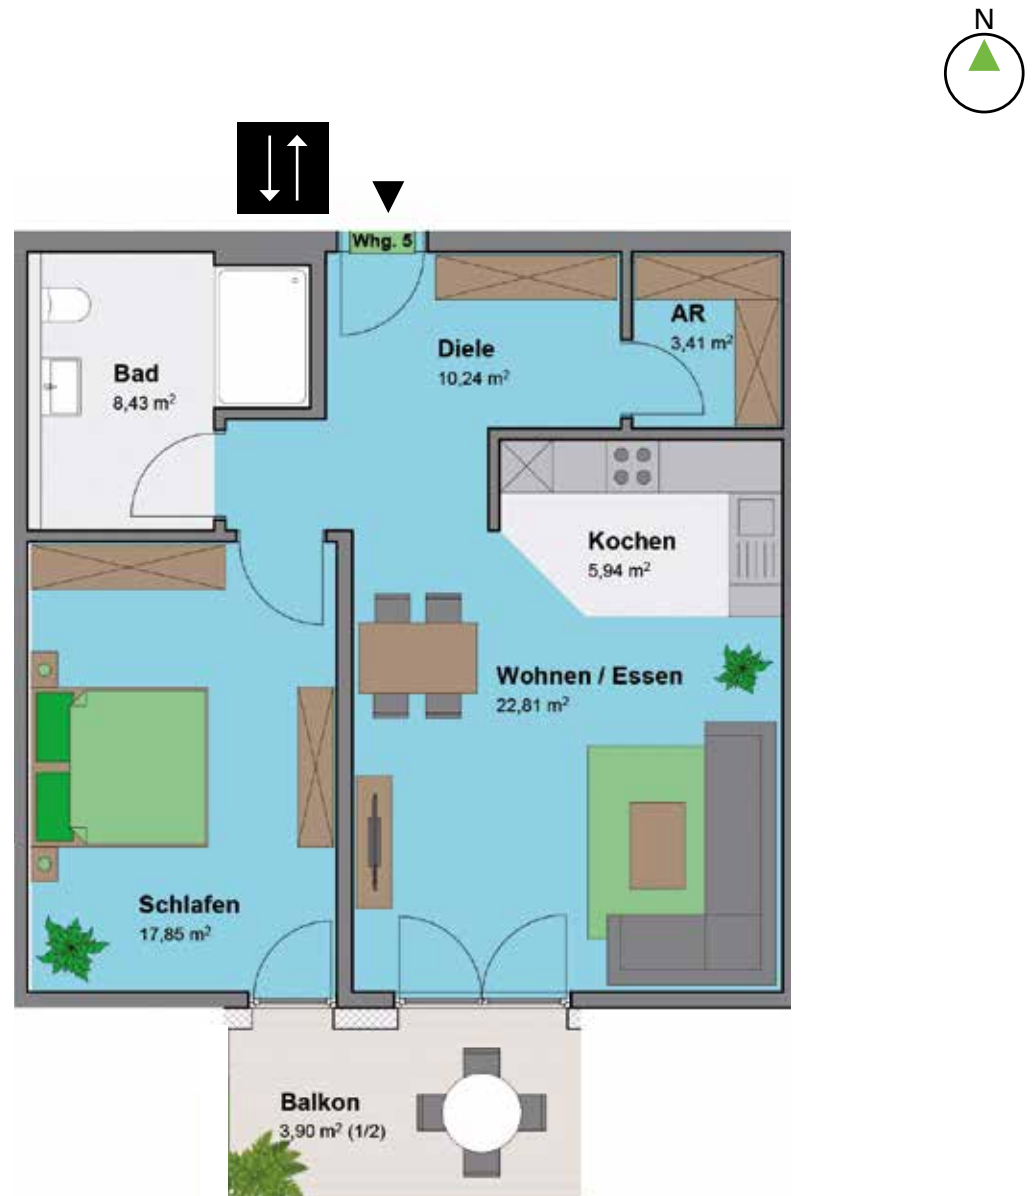 N
Whg. 5
AR
3,41 m²
Diele
10,24 m²
Bad
8,43 m²
Kochen
5,94 m²
Wohnen / Essen
22,81 m²
Schlafen
17,85 m²
Balkon
3,90 m² (1/2)